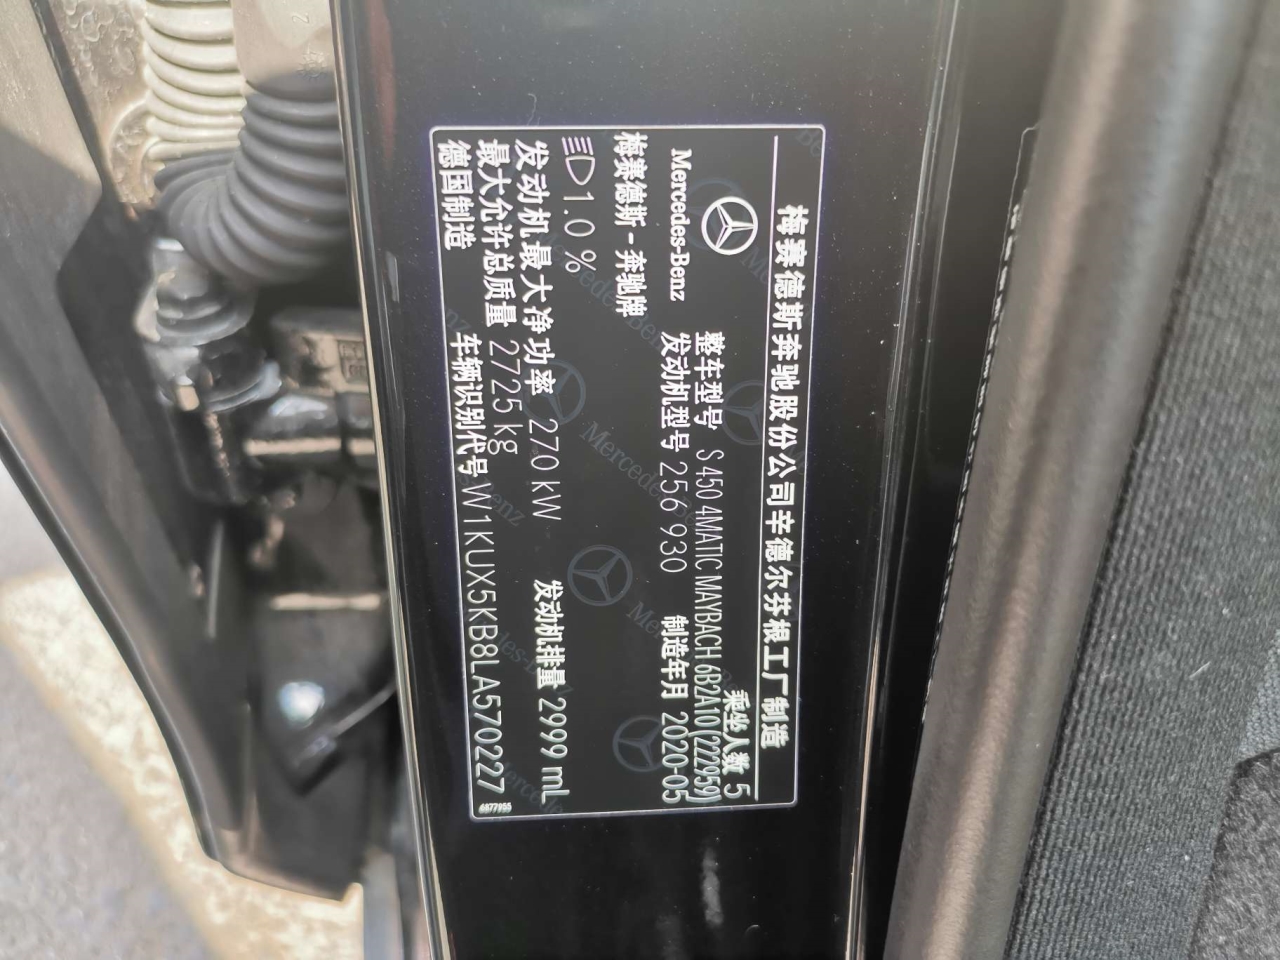 梅赛德斯奔驰股份公司辛德尔芬根工厂制造
乘坐人数 5
Mercedes-Benz
整车型号 S 450 4MATIC MAYBACH 6B2A10(222959)
梅赛德斯-奔驰牌
发动机型号 256 930
制造年月 2020-05
1.0 %
发动机最大净功率 270 kW
发动机排量 2999 mL
最大允许总质量 2725 kg
德国制造
车辆识别代号 W1KUX5KB8LA570227